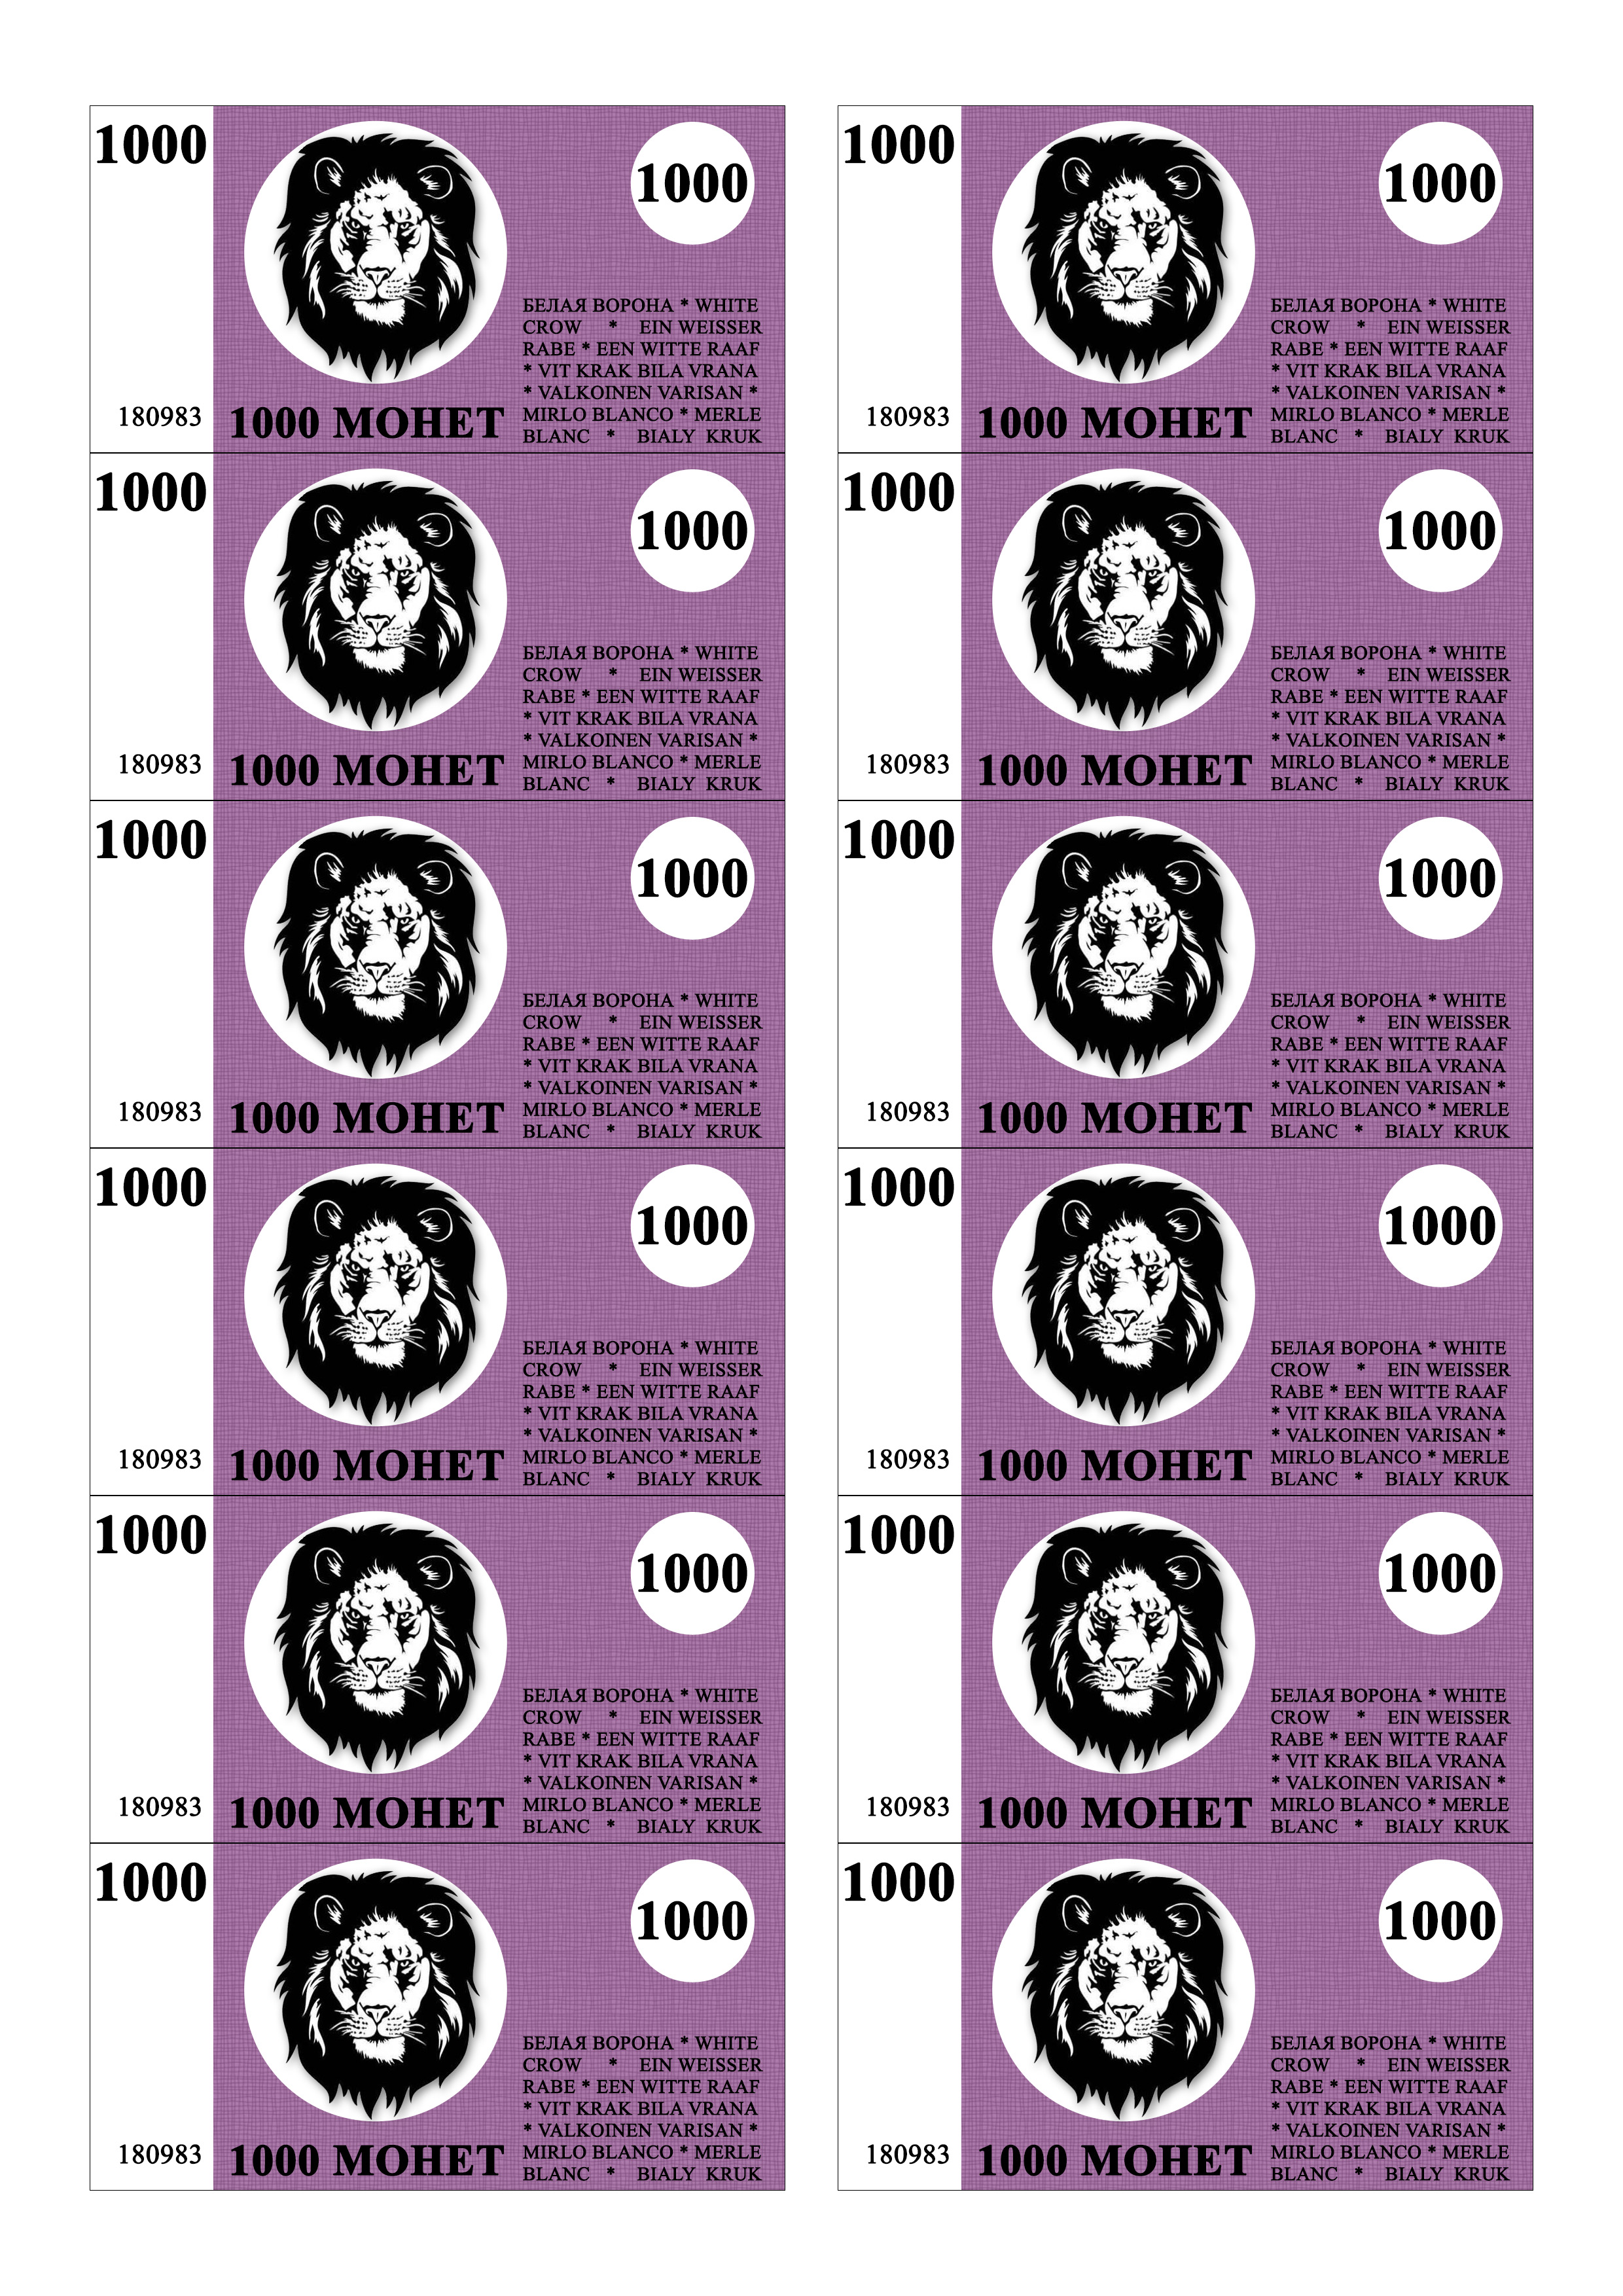 1000
1000
БЕЛАЯ ВОРОНА * WHITE
CROW * EIN WEISSER
RABE * EEN WITTE RAAF
* VIT KRAK BILA VRANA
* VALKOINEN VARISAN *
MIRLO BLANCO * MERLE
BLANC * BIALY KRUK
180983
1000 МОНЕТ
1000
1000
БЕЛАЯ ВОРОНА * WHITE
CROW * EIN WEISSER
RABE * EEN WITTE RAAF
* VIT KRAK BILA VRANA
* VALKOINEN VARISAN *
MIRLO BLANCO * MERLE
BLANC * BIALY KRUK
180983
1000 МОНЕТ
1000
1000
БЕЛАЯ ВОРОНА * WHITE
CROW * EIN WEISSER
RABE * EEN WITTE RAAF
* VIT KRAK BILA VRANA
* VALKOINEN VARISAN *
MIRLO BLANCO * MERLE
BLANC * BIALY KRUK
180983
1000 МОНЕТ
1000
1000
БЕЛАЯ ВОРОНА * WHITE
CROW * EIN WEISSER
RABE * EEN WITTE RAAF
* VIT KRAK BILA VRANA
* VALKOINEN VARISAN *
MIRLO BLANCO * MERLE
BLANC * BIALY KRUK
180983
1000 МОНЕТ
1000
1000
БЕЛАЯ ВОРОНА * WHITE
CROW * EIN WEISSER
RABE * EEN WITTE RAAF
* VIT KRAK BILA VRANA
* VALKOINEN VARISAN *
MIRLO BLANCO * MERLE
BLANC * BIALY KRUK
180983
1000 МОНЕТ
1000
1000
БЕЛАЯ ВОРОНА * WHITE
CROW * EIN WEISSER
RABE * EEN WITTE RAAF
* VIT KRAK BILA VRANA
* VALKOINEN VARISAN *
MIRLO BLANCO * MERLE
BLANC * BIALY KRUK
180983
1000 МОНЕТ
1000
1000
БЕЛАЯ ВОРОНА * WHITE
CROW * EIN WEISSER
RABE * EEN WITTE RAAF
* VIT KRAK BILA VRANA
* VALKOINEN VARISAN *
MIRLO BLANCO * MERLE
BLANC * BIALY KRUK
180983
1000 МОНЕТ
1000
1000
БЕЛАЯ ВОРОНА * WHITE
CROW * EIN WEISSER
RABE * EEN WITTE RAAF
* VIT KRAK BILA VRANA
* VALKOINEN VARISAN *
MIRLO BLANCO * MERLE
BLANC * BIALY KRUK
180983
1000 МОНЕТ
1000
1000
БЕЛАЯ ВОРОНА * WHITE
CROW * EIN WEISSER
RABE * EEN WITTE RAAF
* VIT KRAK BILA VRANA
* VALKOINEN VARISAN *
MIRLO BLANCO * MERLE
BLANC * BIALY KRUK
180983
1000 МОНЕТ
1000
1000
БЕЛАЯ ВОРОНА * WHITE
CROW * EIN WEISSER
RABE * EEN WITTE RAAF
* VIT KRAK BILA VRANA
* VALKOINEN VARISAN *
MIRLO BLANCO * MERLE
BLANC * BIALY KRUK
180983
1000 МОНЕТ
1000
1000
БЕЛАЯ ВОРОНА * WHITE
CROW * EIN WEISSER
RABE * EEN WITTE RAAF
* VIT KRAK BILA VRANA
* VALKOINEN VARISAN *
MIRLO BLANCO * MERLE
BLANC * BIALY KRUK
180983
1000 МОНЕТ
1000
1000
БЕЛАЯ ВОРОНА * WHITE
CROW * EIN WEISSER
RABE * EEN WITTE RAAF
* VIT KRAK BILA VRANA
* VALKOINEN VARISAN *
MIRLO BLANCO * MERLE
BLANC * BIALY KRUK
180983
1000 МОНЕТ